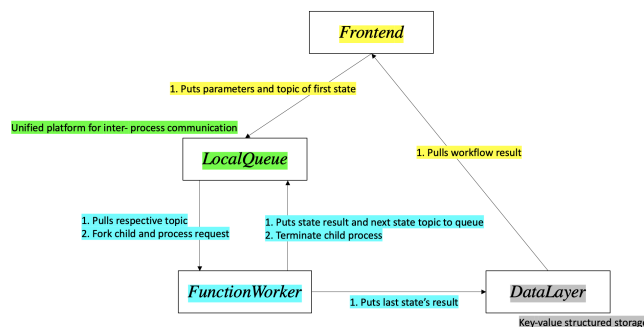 Frontend
1. Puts parameters and topic of first state
Unified platform for inter- process communication
1. Pulls workflow result
LocalQueue
1. Pulls respective topic
2. Fork child and process request
1. Puts state result and next state topic to queue
2. Terminate child process
FunctionWorker
1. Puts last state's result
DataLayer
Key-value structured storage